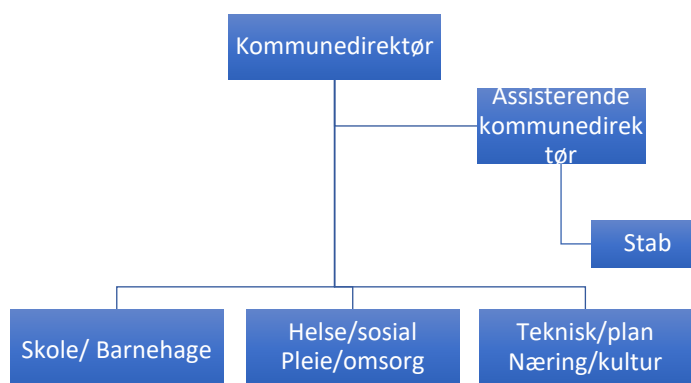 Kommunedirektør
Assisterende
kommunedirek
tør
Stab
Skole/ Barnehage
Helse/sosial
Pleie/omsorg
Teknisk/plan
Næring/kultur